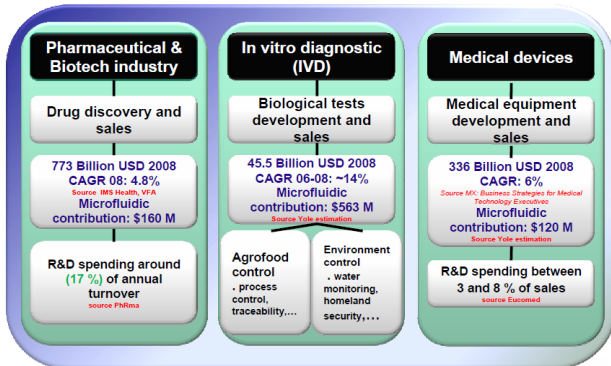 Pharmaceutical &
Biotech industry
Drug discovery and
sales
773 Billion USD 2008
CAGR 08: 4.8%
Source IMS Health, VFA
Microfluidic
contribution: $160 M
R&D spending around
(17 %) of annual
turnover
source PhRma
In vitro diagnostic
(IVD)
Biological tests
development and
sales
45.5 Billion USD 2008
CAGR 06-08: ~14%
Microfluidic
contribution: $563 M
Source Yole estimation
Agrofood
control
. process
control,
traceability,...
Environment
control
. water
monitoring,
homeland
security,...
Medical devices
Medical equipment
development and
sales
336 Billion USD 2008
CAGR: 6%
Source MX: Business Strategies for Medical
Technology Executives
Microfluidic
contribution: $120 M
Source Yole estimation
R&D spending between
3 and 8 % of sales
source Eucomed